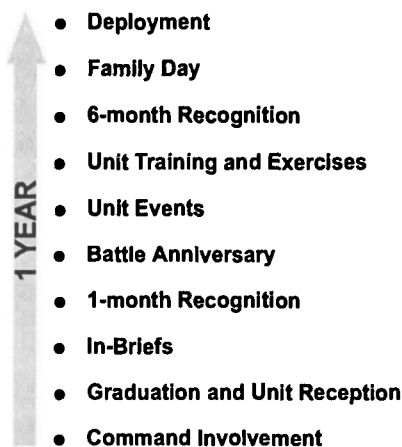 • Deployment
• Family Day
• 6-month Recognition
• Unit Training and Exercises
• Unit Events
• Battle Anniversary
• 1-month Recognition
• In-Briefs
• Graduation and Unit Reception
• Command Involvement
1 YEAR